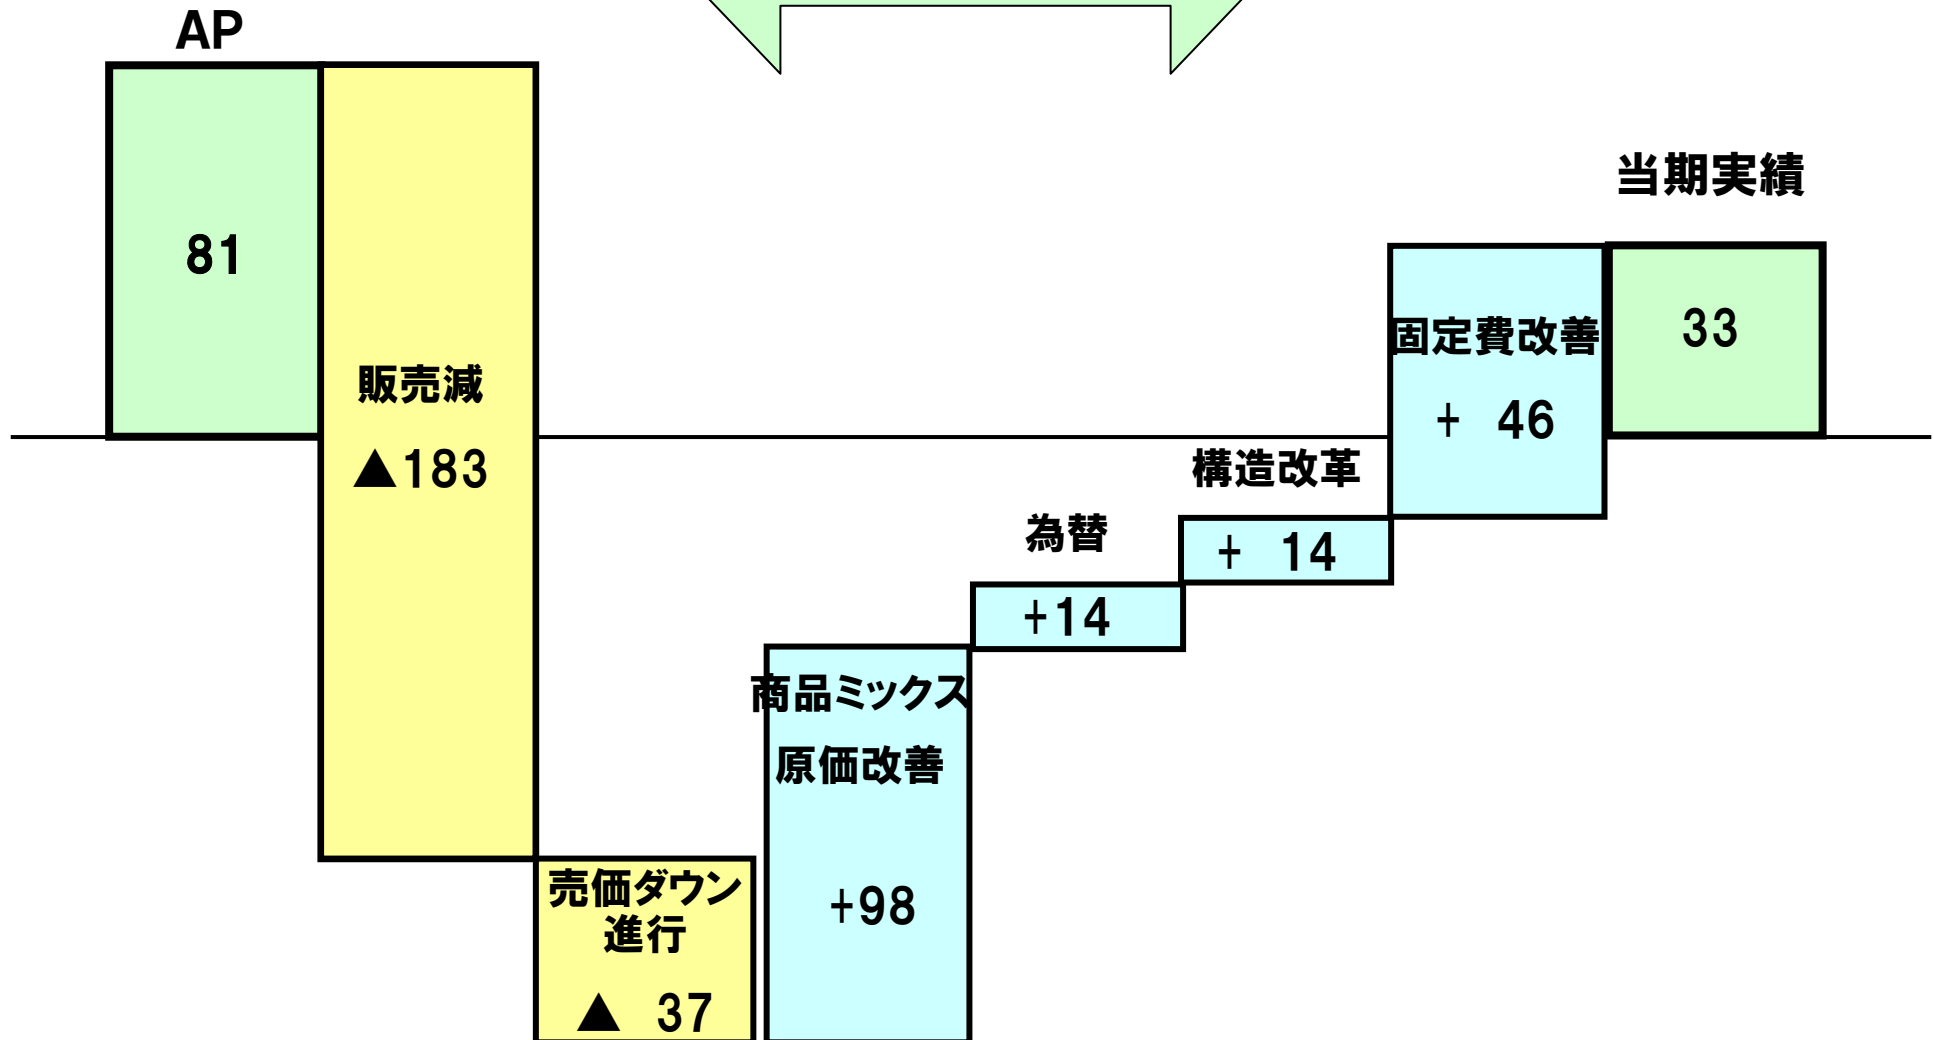 AP
81
販売減
▲183
売価ダウン
進行
▲ 37
商品ミックス
原価改善
+98
為替
+14
構造改革
+ 14
固定費改善
+ 46
当期実績
33